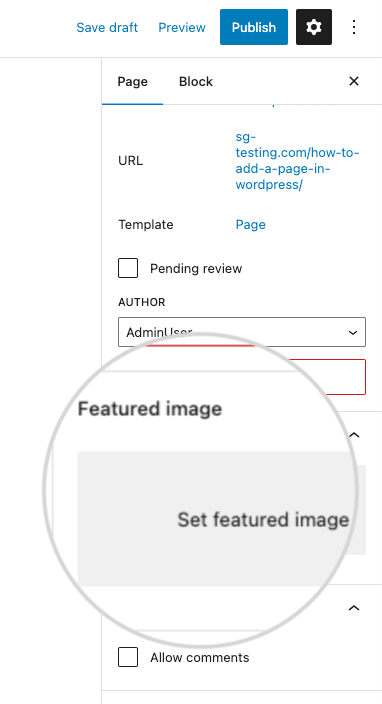 Save draft Preview Publish
Page Block
URL
sg-
testing.com/how-to-
add-a-page-in-
wordpress/
Template Page
Pending review
AUTHOR
AdminUser
Featured image
Set featured image
Allow comments